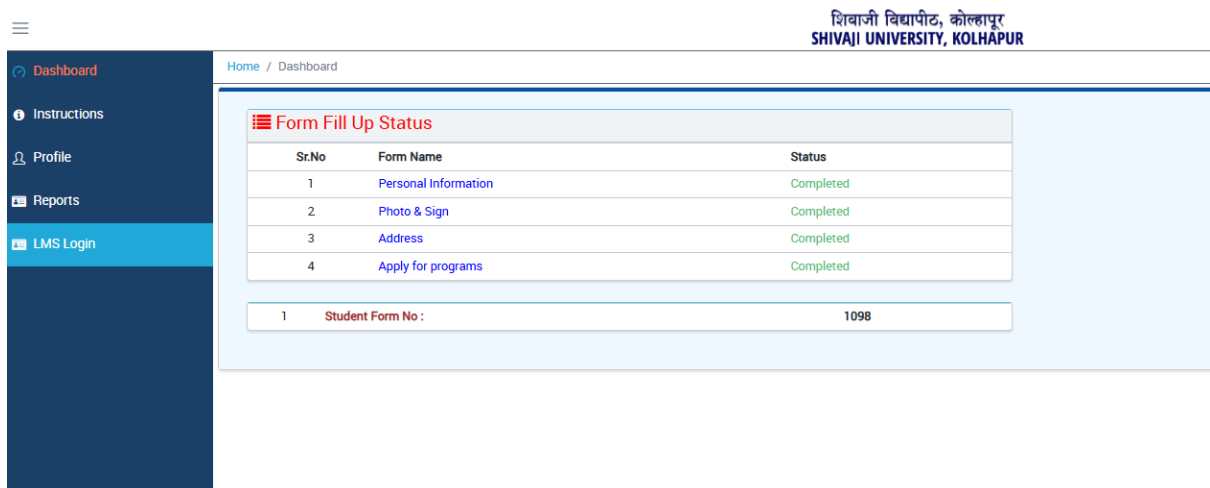 शिवाजी विद्यापीठ, कोल्हापूर
SHIVAJI UNIVERSITY, KOLHAPUR
Dashboard
Instructions
Profile
Reports
LMS Login
Home / Dashboard
Form Fill Up Status
Sr.No Form Name Status
1 Personal Information Completed
2 Photo & Sign Completed
3 Address Completed
4 Apply for programs Completed
1 Student Form No : 1098